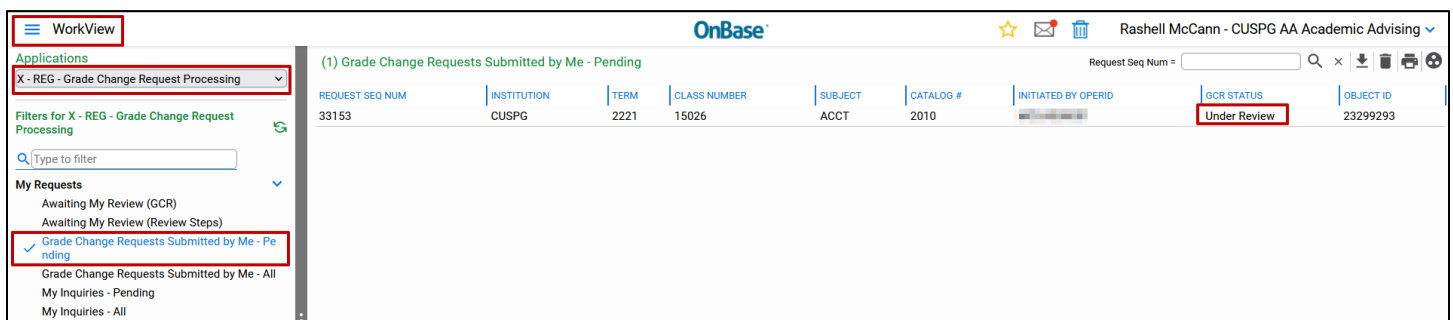 WorkView
OnBase
Rashell McCann - CUSPG AA Academic Advising
Applications
X - REG - Grade Change Request Processing
Filters for X - REG - Grade Change Request
Processing
Type to filter
My Requests
Awaiting My Review (GCR)
Awaiting My Review (Review Steps)
Grade Change Requests Submitted by Me - Pe
nding
Grade Change Requests Submitted by Me - All
My Inquiries - Pending
My Inquiries - All
(1) Grade Change Requests Submitted by Me - Pending
Request Seq Num =
REQUEST SEQ NUM INSTITUTION TERM CLASS NUMBER SUBJECT CATALOG # INITIATED BY OPERID GCR STATUS OBJECT ID
33153 CUSPG 2221 15026 ACCT 2010 Under Review 23299293